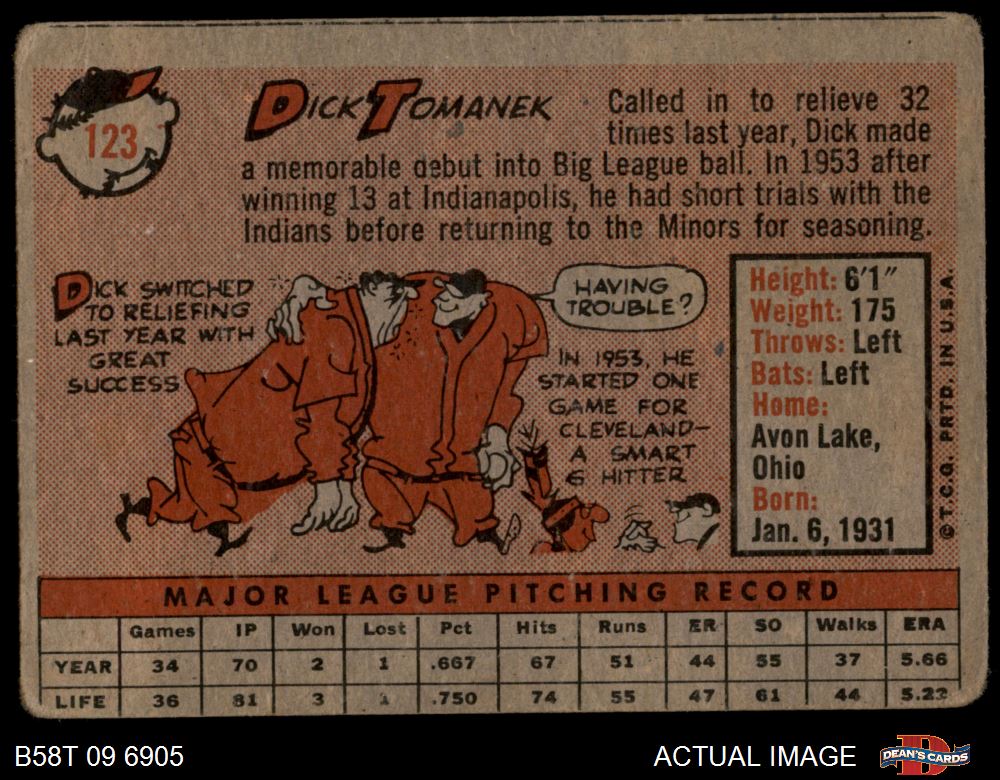 123
DICK TOMANEK
Called in to relieve 32
times last year, Dick made
a memorable debut into Big League ball. In 1953 after
winning 13 at Indianapolis, he had short trials with the
Indians before returning to the Minors for seasoning.
DICK SWITCHED
TO RELIEFING
LAST YEAR WITH
GREAT
SUCCESS
HAVING
TROUBLE?
IN 1953, HE
STARTED ONE
GAME FOR
CLEVELAND—
A SMART
6 HITTER
Height: 6'1"
Weight: 175
Throws: Left
Bats: Left
Home:
Avon Lake,
Ohio
Born:
Jan. 6, 1931
©T.C.G. PRTD. IN U.S.A.
MAJOR LEAGUE PITCHING RECORD
Games IP Won Lost Pct Hits Runs ER SO Walks ERA
YEAR 34 70 2 1 .667 67 51 44 55 37 5.66
LIFE 36 81 3 1 .750 74 55 47 61 44 5.22
B58T 09 6905
ACTUAL IMAGE
DEAN'S CARDS